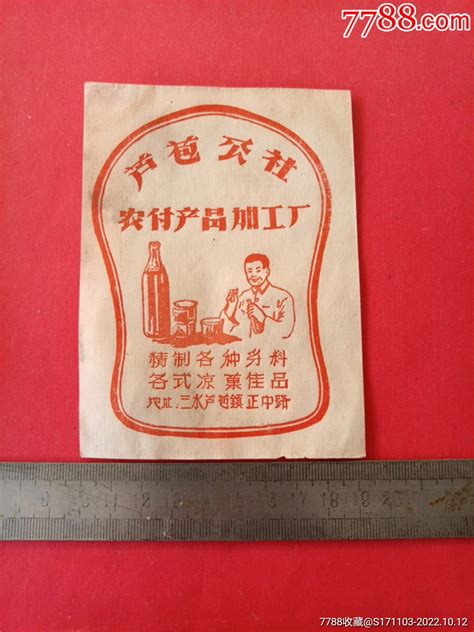 7788.com
芦苞公社
农付产品加工厂
精制各种另料
各式凉菓佳品
地址:三水芦苞鎮正中路
7788收藏@S171103-2022.10.12